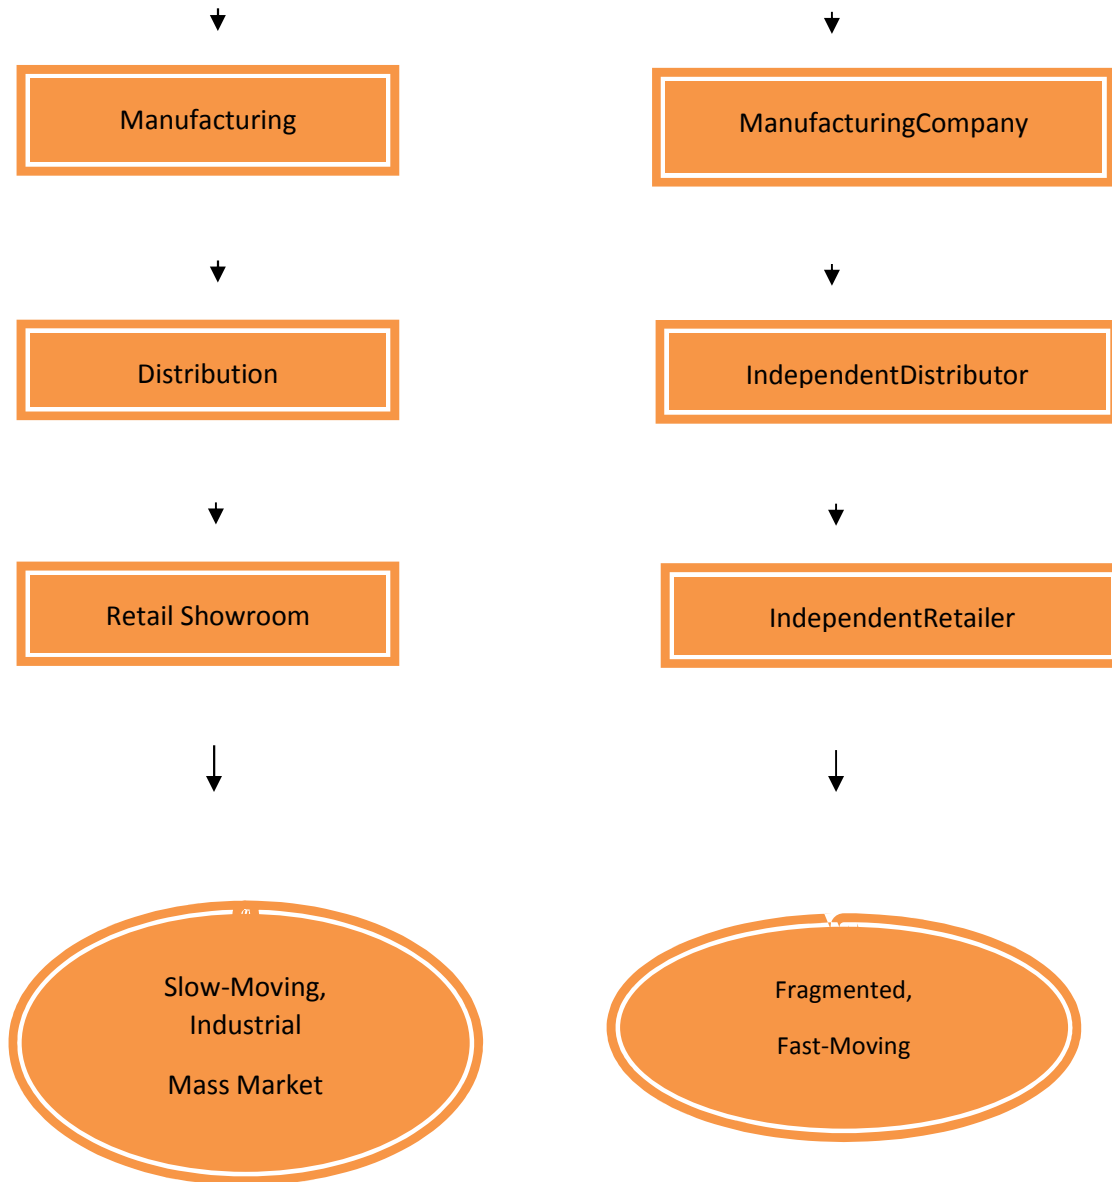 Manufacturing
ManufacturingCompany
Distribution
IndependentDistributor
Retail Showroom
IndependentRetailer
Slow-Moving,
Industrial
Mass Market
Fragmented,
Fast-Moving